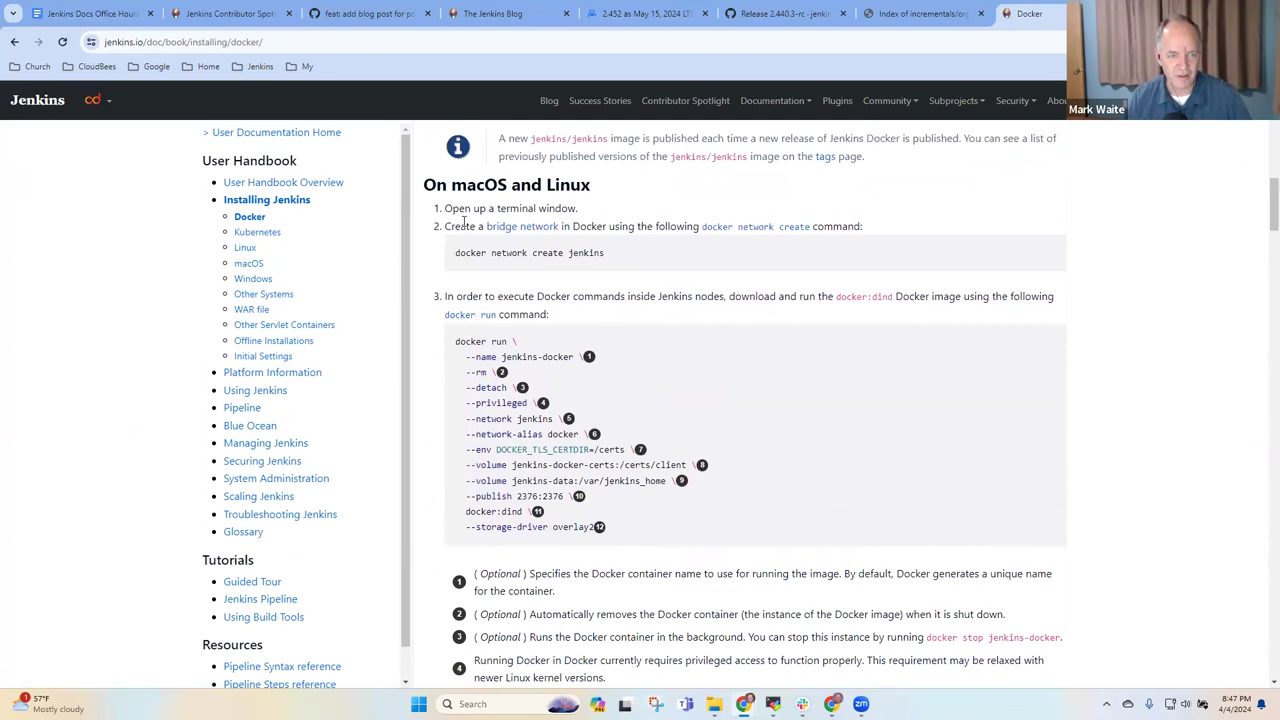 Jenkins Docs Office Hours
Jenkins Contributor Spotligh
feat: add blog post for po
The Jenkins Blog
2.452 as May 15, 2024 LTS
Release 2.440.3-rc - jenkins
Index of incrementals/org
Docker
jenkins.io/doc/book/installing/docker/
Church
CloudBees
Google
Home
Jenkins
My
Mark Waite
Jenkins
cd
Blog
Success Stories
Contributor Spotlight
Documentation
Plugins
Community
Subprojects
Security
Abou
> User Documentation Home
User Handbook
User Handbook Overview
Installing Jenkins
Docker
Kubernetes
Linux
macOS
Windows
Other Systems
WAR file
Other Servlet Containers
Offline Installations
Initial Settings
Platform Information
Using Jenkins
Pipeline
Blue Ocean
Managing Jenkins
Securing Jenkins
System Administration
Scaling Jenkins
Troubleshooting Jenkins
Glossary
Tutorials
Guided Tour
Jenkins Pipeline
Using Build Tools
Resources
Pipeline Syntax reference
Pipeline Steps reference
A new jenkins/jenkins image is published each time a new release of Jenkins Docker is published. You can see a list of
previously published versions of the jenkins/jenkins image on the tags page.
On macOS and Linux
1. Open up a terminal window.
2. Create a bridge network in Docker using the following docker network create command:
docker network create jenkins
3. In order to execute Docker commands inside Jenkins nodes, download and run the docker:dind Docker image using the following
docker run command:
docker run \
--name jenkins-docker \ 1
--rm \ 2
--detach \ 3
--privileged \ 4
--network jenkins \ 5
--network-alias docker \ 6
--env DOCKER_TLS_CERTDIR=/certs \ 7
--volume jenkins-docker-certs:/certs/client \ 8
--volume jenkins-data:/var/jenkins_home \ 9
--publish 2376:2376 \ 10
docker:dind \ 11
--storage-driver overlay2 12
1 ( Optional ) Specifies the Docker container name to use for running the image. By default, Docker generates a unique name
for the container.
2 ( Optional ) Automatically removes the Docker container (the instance of the Docker image) when it is shut down.
3 ( Optional ) Runs the Docker container in the background. You can stop this instance by running docker stop jenkins-docker.
4 Running Docker in Docker currently requires privileged access to function properly. This requirement may be relaxed with
newer Linux kernel versions.
57°F
Mostly cloudy
Search
8:47 PM
4/4/2024